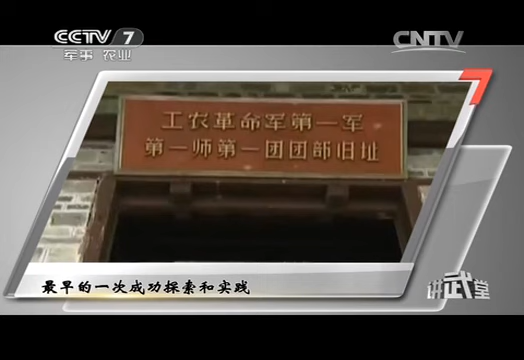 CCTV 7
军事 农业
CNTV
工农革命军第一军
第一师第一团团部旧址
最早的一次成功探索和实践
讲武堂